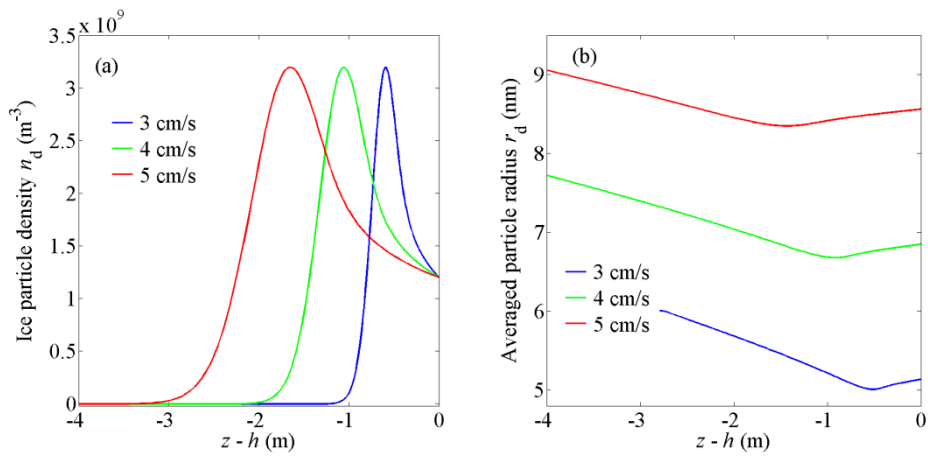 3.5 x 10⁹
(a)
3
2.5
2
1.5
1
0.5
0
Ice particle density n_d (m⁻³)
3 cm/s
4 cm/s
5 cm/s
-4 -3 -2 -1 0
z - h (m)
(b)
9
8
7
6
5
Averaged particle radius r_d (nm)
3 cm/s
4 cm/s
5 cm/s
-4 -3 -2 -1 0
z - h (m)